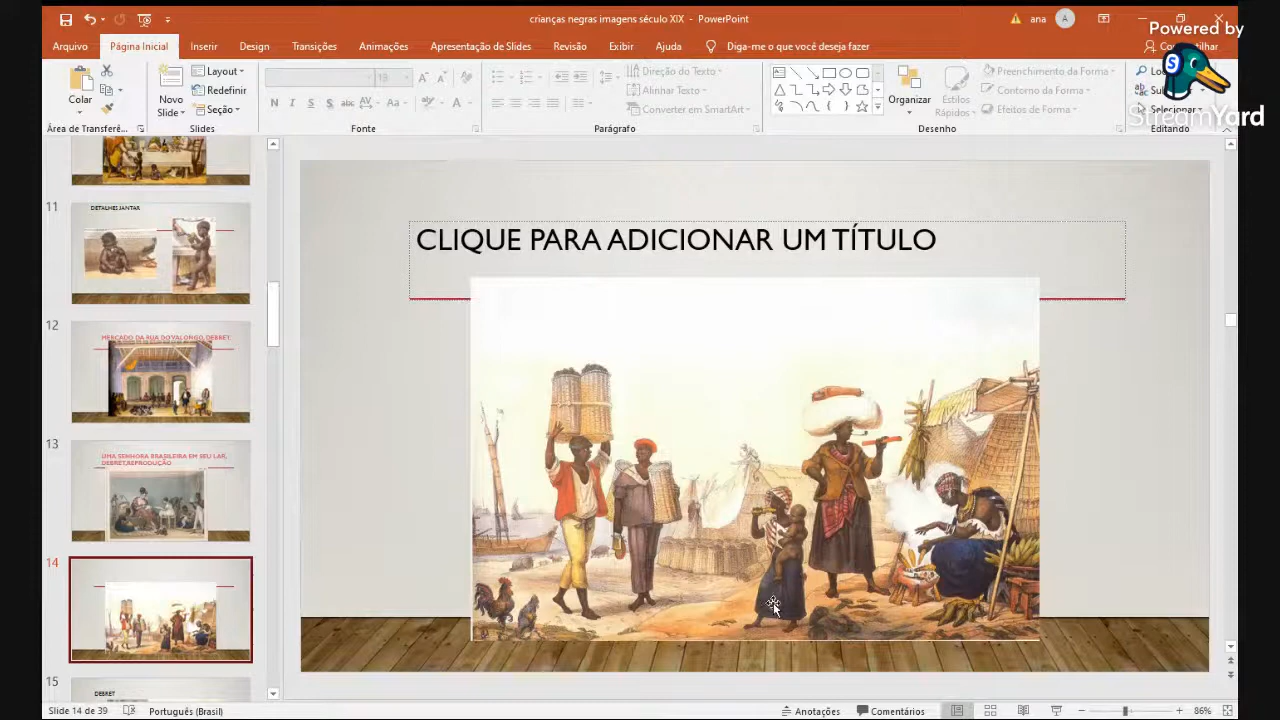 crianças negras imagens século XIX - PowerPoint
ana
A
Powered by
StreamYard
S
Arquivo
Página Inicial
Inserir
Design
Transições
Animações
Apresentação de Slides
Revisão
Exibir
Ajuda
Diga-me o que você deseja fazer
Colar
Novo
Slide
Layout
Redefinir
Seção
18
N I S S abc AV Aa A
Direção do Texto
Alinhar Texto
Converter em SmartArt
Organizar
Estilos
Rápidos
Preenchimento da Forma
Contorno da Forma
Efeitos de Forma
Selecionar
Área de Transferê...
Slides
Fonte
Parágrafo
Desenho
Editando
11
DETALHES JANTAR
12
MERCADO DA RUA DO VALONGO, DEBRET.
13
UMA SENHORA BRASILEIRA EM SEU LAR,
DEBRET,REPRODUÇÃO
14
15
DEBRET
CLIQUE PARA ADICIONAR UM TÍTULO
Slide 14 de 39
Português (Brasil)
Anotações
Comentários
86%